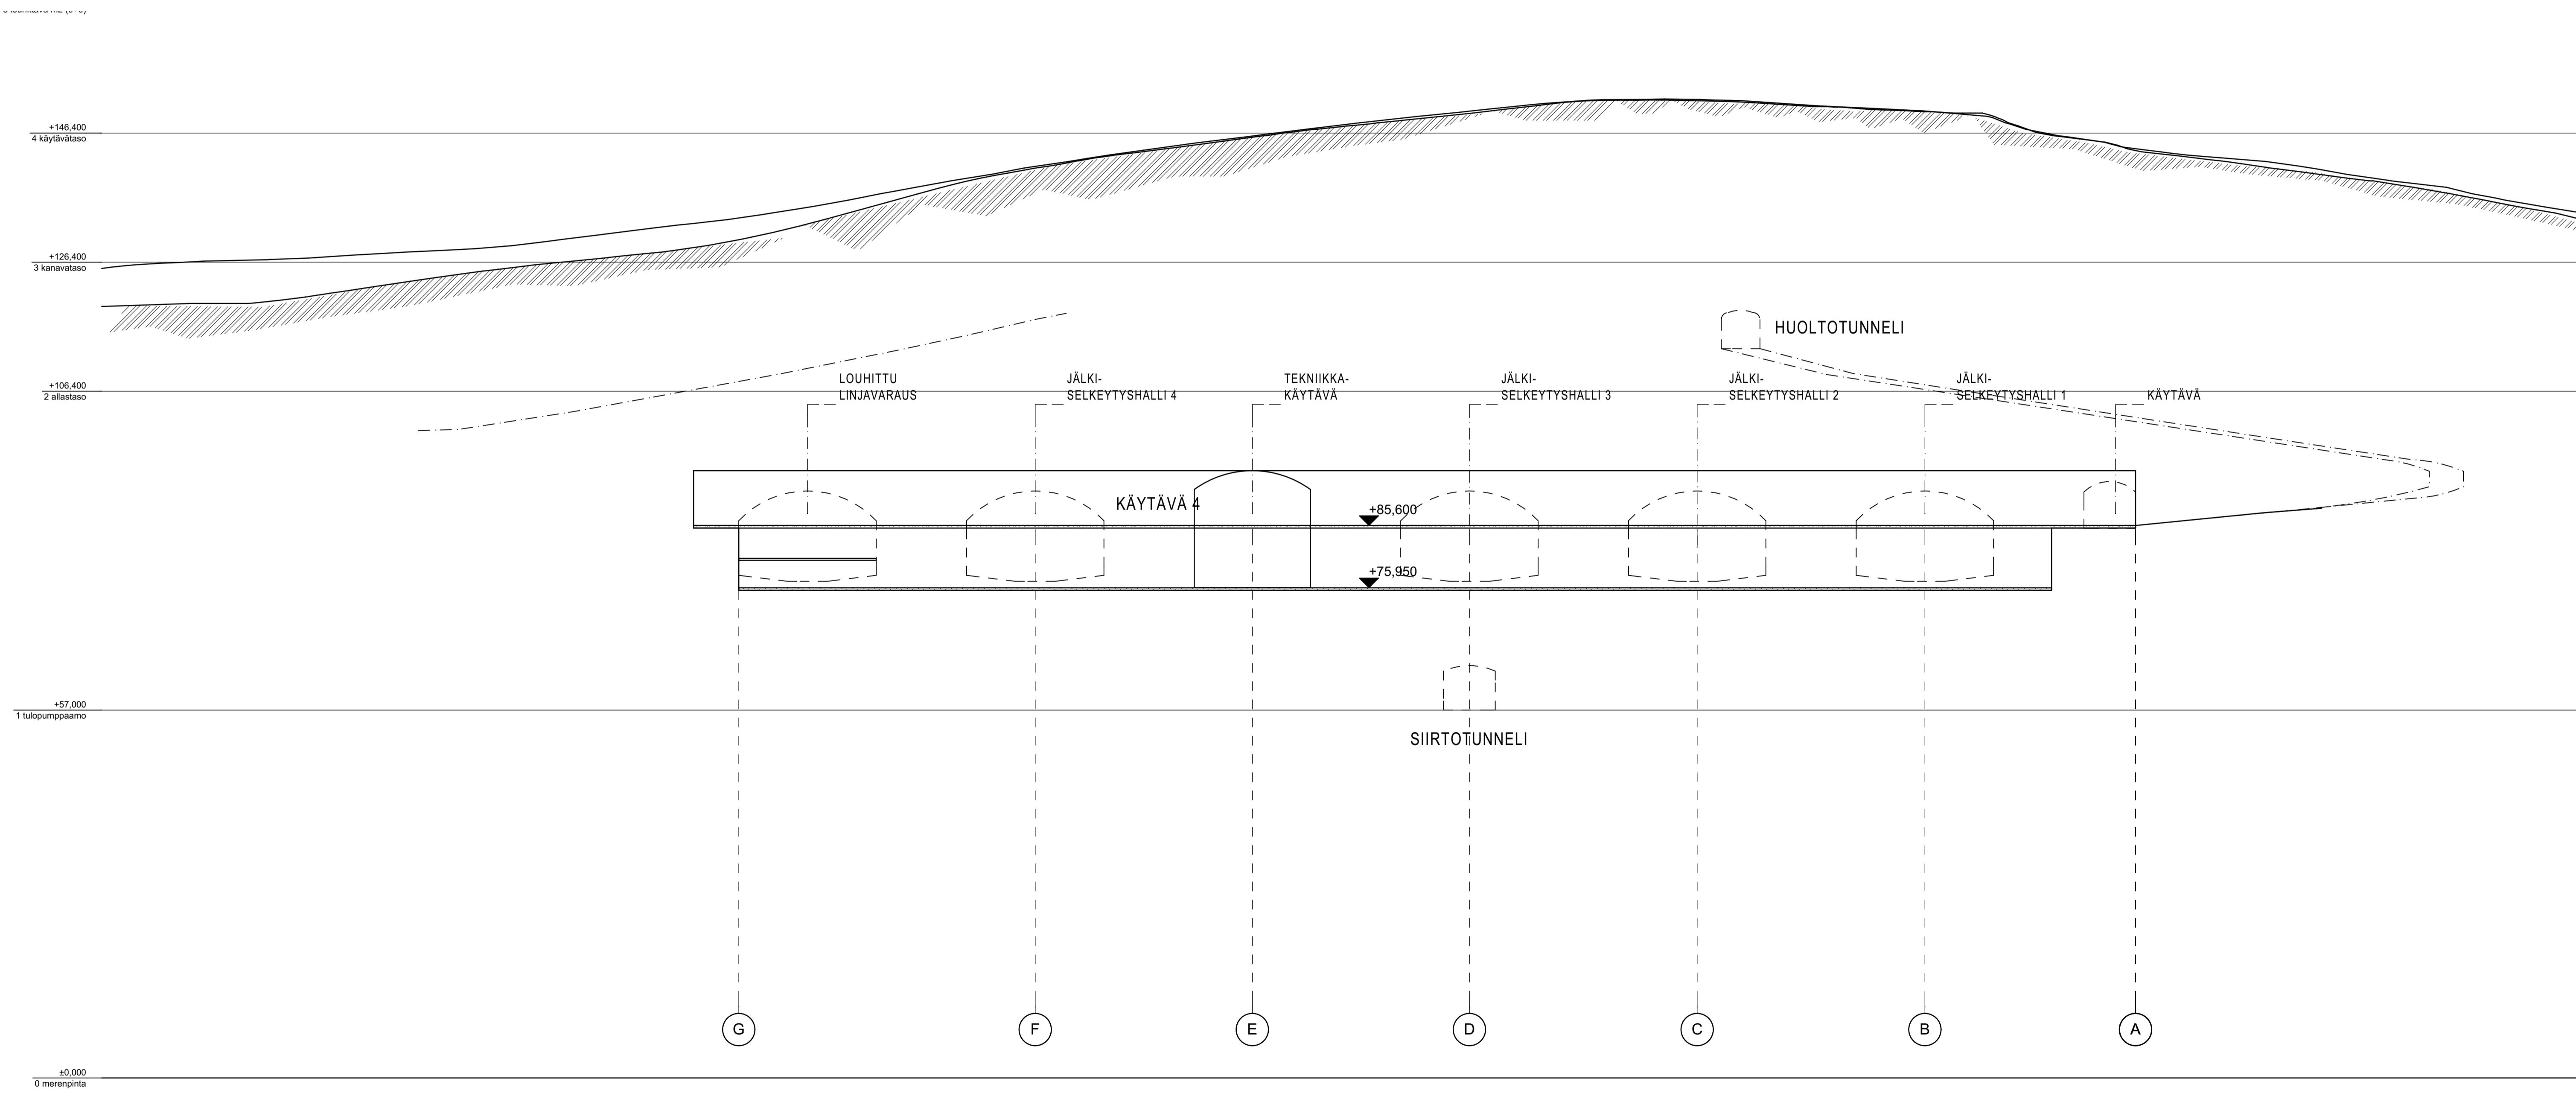 +146,400
4 käytävätaso
+126,400
3 kanavataso
HUOLTOTUNNELI
+106,400
2 allastaso
LOUHITTU
LINJAVARAUS
JÄLKI-
SELKEYTYSHALLI 4
TEKNIIKKA-
KÄYTÄVÄ
JÄLKI-
SELKEYTYSHALLI 3
JÄLKI-
SELKEYTYSHALLI 2
JÄLKI-
SELKEYTYSHALLI 1
KÄYTÄVÄ
KÄYTÄVÄ 4
+85,600
+75,950
+57,000
1 tulopumppaamo
SIIRTOTUNNELI
G F E D C B A
±0,000
0 merenpinta